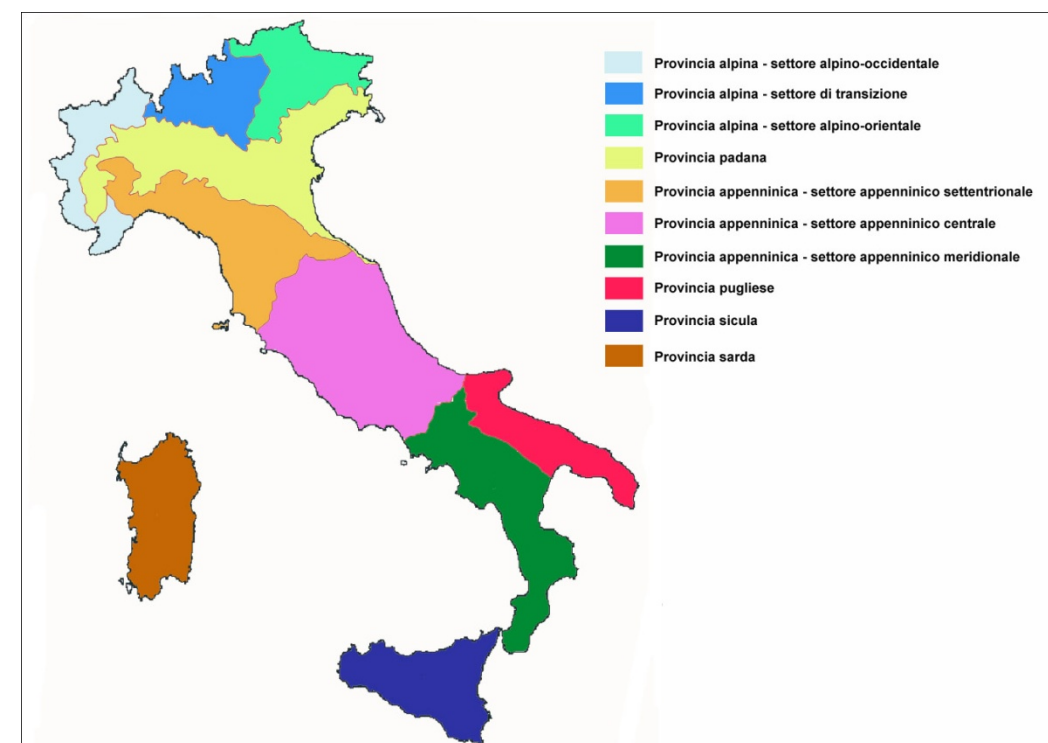 Provincia alpina - settore alpino-occidentale
Provincia alpina - settore di transizione
Provincia alpina - settore alpino-orientale
Provincia padana
Provincia appenninica - settore appenninico settentrionale
Provincia appenninica - settore appenninico centrale
Provincia appenninica - settore appenninico meridionale
Provincia pugliese
Provincia sicula
Provincia sarda